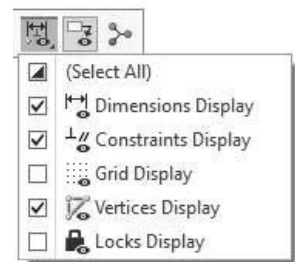 (Select All)
Dimensions Display
Constraints Display
Grid Display
Vertices Display
Locks Display